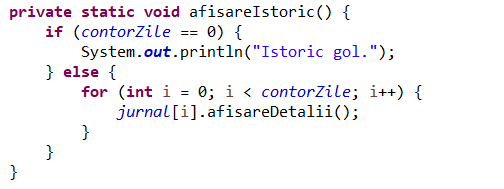 private static void afisareIstoric() {
    if (contorZile == 0) {
        System.out.println("Istoric gol.");
    } else {
        for (int i = 0; i < contorZile; i++) {
            jurnal[i].afisareDetalii();
        }
    }
}